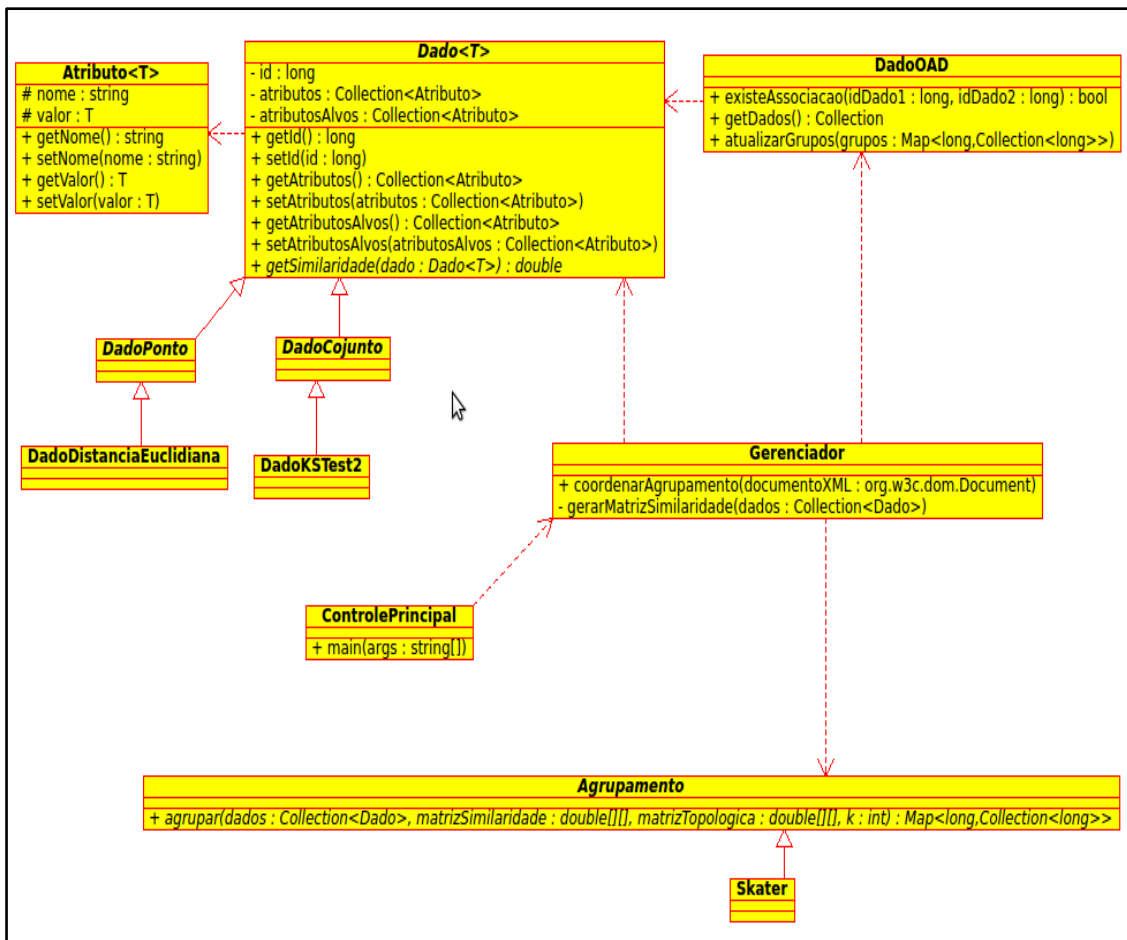 Atributo<T>
# nome : string
# valor : T
+ getNome() : string
+ setNome(nome : string)
+ getValor() : T
+ setValor(valor : T)
Dado<T>
- id : long
- atributos : Collection<Atributo>
- atributosAlvos : Collection<Atributo>
+ getId() : long
+ setId(id : long)
+ getAtributos() : Collection<Atributo>
+ setAtributos(atributos : Collection<Atributo>)
+ getAtributosAlvos() : Collection<Atributo>
+ setAtributosAlvos(atributosAlvos : Collection<Atributo>)
+ getSimilaridade(dado : Dado<T>) : double
DadoOAD
+ existeAssociacao(idDado1 : long, idDado2 : long) : bool
+ getDados() : Collection
+ atualizarGrupos(grupos : Map<long,Collection<long>>)
DadoPonto
DadoCojunto
DadoDistanciaEuclidiana
DadoKSTest2
Gerenciador
+ coordenarAgrupamento(documentoXML : org.w3c.dom.Document)
- gerarMatrizSimilaridade(dados : Collection<Dado>)
ControlePrincipal
+ main(args : string[])
Agrupamento
+ agrupar(dados : Collection<Dado>, matrizSimilaridade : double[][], matrizTopologica : double[][], k : int) : Map<long,Collection<long>>
Skater